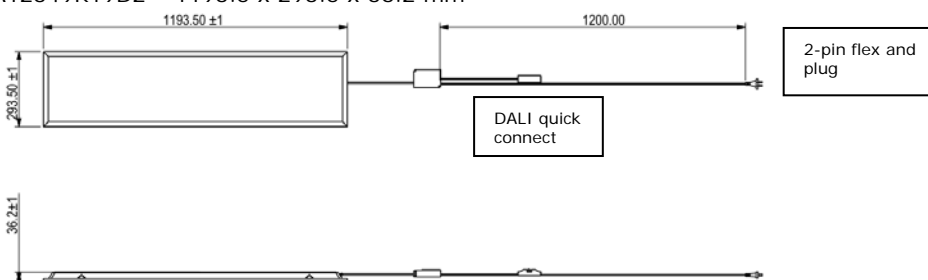 1193.50 ±1
1200.00
2-pin flex and
plug
293.50 ±1
DALI quick
connect
36.2±1